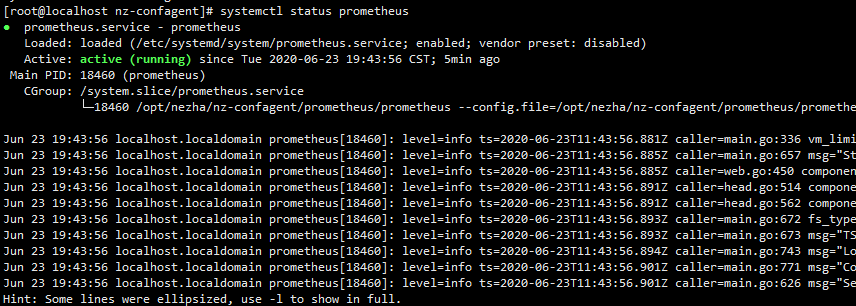 [root@localhost nz-confagent]# systemctl status prometheus
● prometheus.service - prometheus
Loaded: loaded (/etc/systemd/system/prometheus.service; enabled; vendor preset: disabled)
Active: active (running) since Tue 2020-06-23 19:43:56 CST; 5min ago
Main PID: 18460 (prometheus)
CGroup: /system.slice/prometheus.service
└─18460 /opt/nezha/nz-confagent/prometheus/prometheus --config.file=/opt/nezha/nz-confagent/prometheus/promethe
Jun 23 19:43:56 localhost.localdomain prometheus[18460]: level=info ts=2020-06-23T11:43:56.881Z caller=main.go:336 vm_limi
Jun 23 19:43:56 localhost.localdomain prometheus[18460]: level=info ts=2020-06-23T11:43:56.885Z caller=main.go:657 msg="St
Jun 23 19:43:56 localhost.localdomain prometheus[18460]: level=info ts=2020-06-23T11:43:56.885Z caller=web.go:450 componen
Jun 23 19:43:56 localhost.localdomain prometheus[18460]: level=info ts=2020-06-23T11:43:56.891Z caller=head.go:514 compone
Jun 23 19:43:56 localhost.localdomain prometheus[18460]: level=info ts=2020-06-23T11:43:56.891Z caller=head.go:562 compone
Jun 23 19:43:56 localhost.localdomain prometheus[18460]: level=info ts=2020-06-23T11:43:56.893Z caller=main.go:672 fs_type
Jun 23 19:43:56 localhost.localdomain prometheus[18460]: level=info ts=2020-06-23T11:43:56.893Z caller=main.go:673 msg="TS
Jun 23 19:43:56 localhost.localdomain prometheus[18460]: level=info ts=2020-06-23T11:43:56.894Z caller=main.go:743 msg="Lo
Jun 23 19:43:56 localhost.localdomain prometheus[18460]: level=info ts=2020-06-23T11:43:56.901Z caller=main.go:771 msg="Co
Jun 23 19:43:56 localhost.localdomain prometheus[18460]: level=info ts=2020-06-23T11:43:56.901Z caller=main.go:626 msg="Se
Hint: Some lines were ellipsized, use -l to show in full.